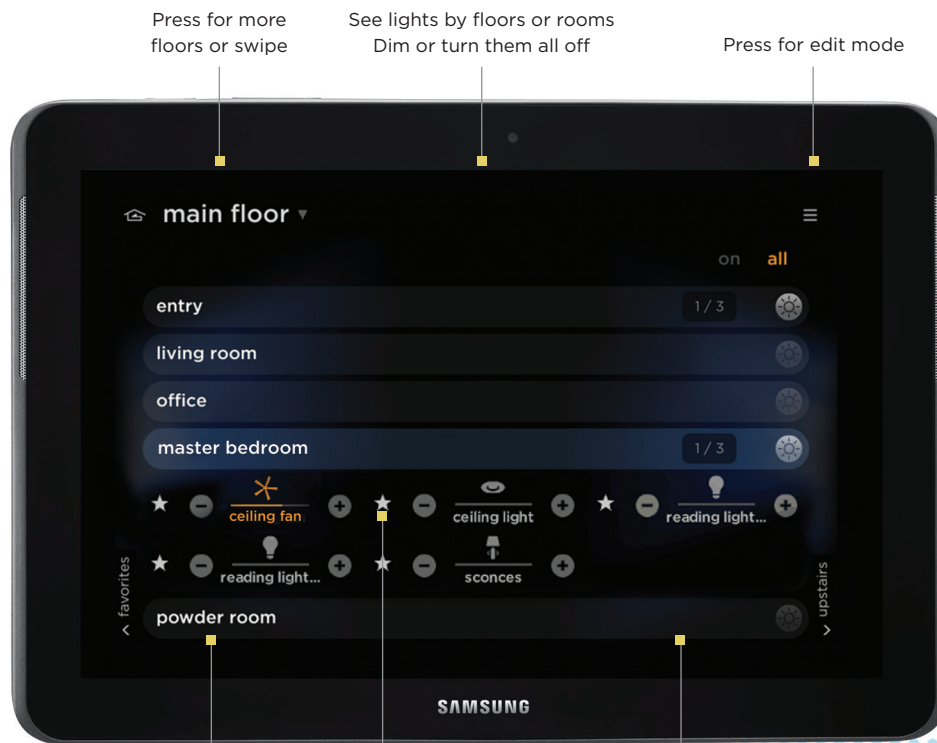 Press for more
floors or swipe
See lights by floors or rooms
Dim or turn them all off
Press for edit mode
main floor
on all
entry 1 / 3
living room
office
master bedroom 1 / 3
ceiling fan ceiling light reading light...
reading light... sconces
favorites
upstairs
powder room
SAMSUNG